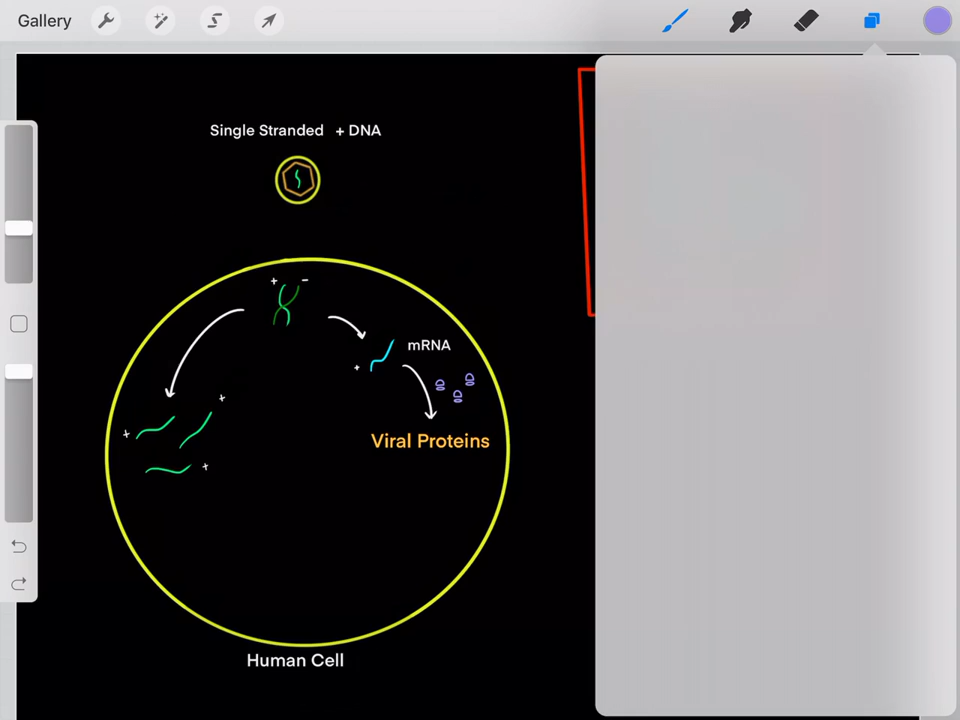 Gallery
Single Stranded + DNA
+ −
mRNA
+
+
+
Viral Proteins
+
Human Cell